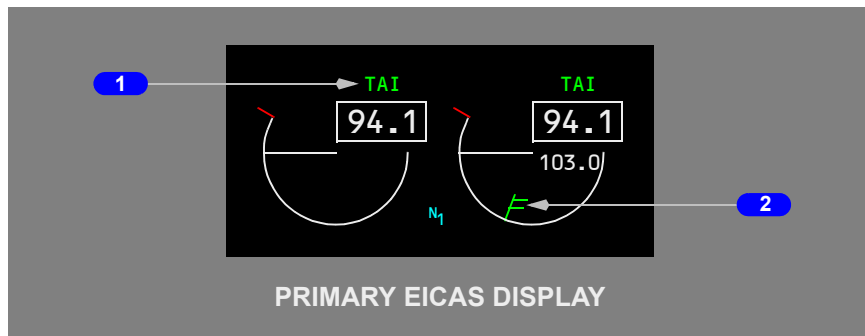 TAI TAI
1
94.1 94.1
103.0
2
N1
PRIMARY EICAS DISPLAY